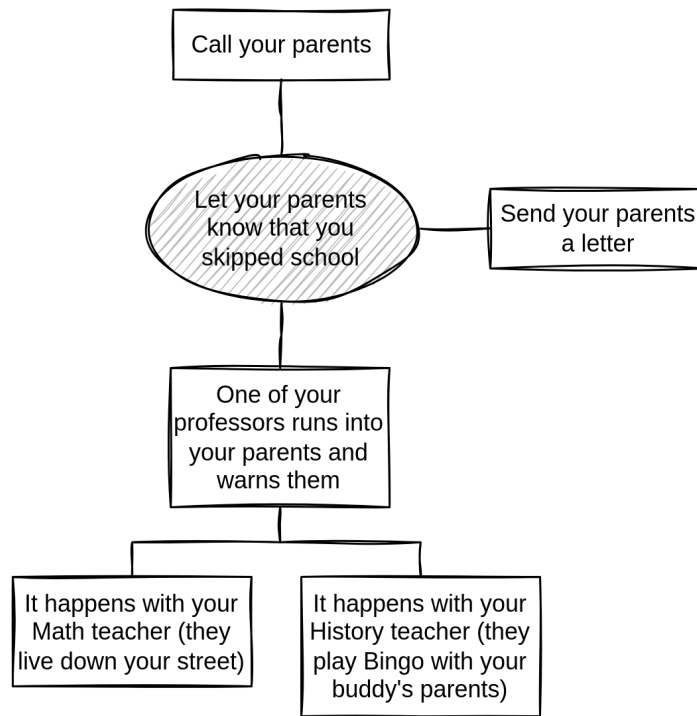 Call your parents
Let your parents
know that you
skipped school
Send your parents
a letter
One of your
professors runs into
your parents and
warns them
It happens with your
Math teacher (they
live down your street)
It happens with your
History teacher (they
play Bingo with your
buddy's parents)